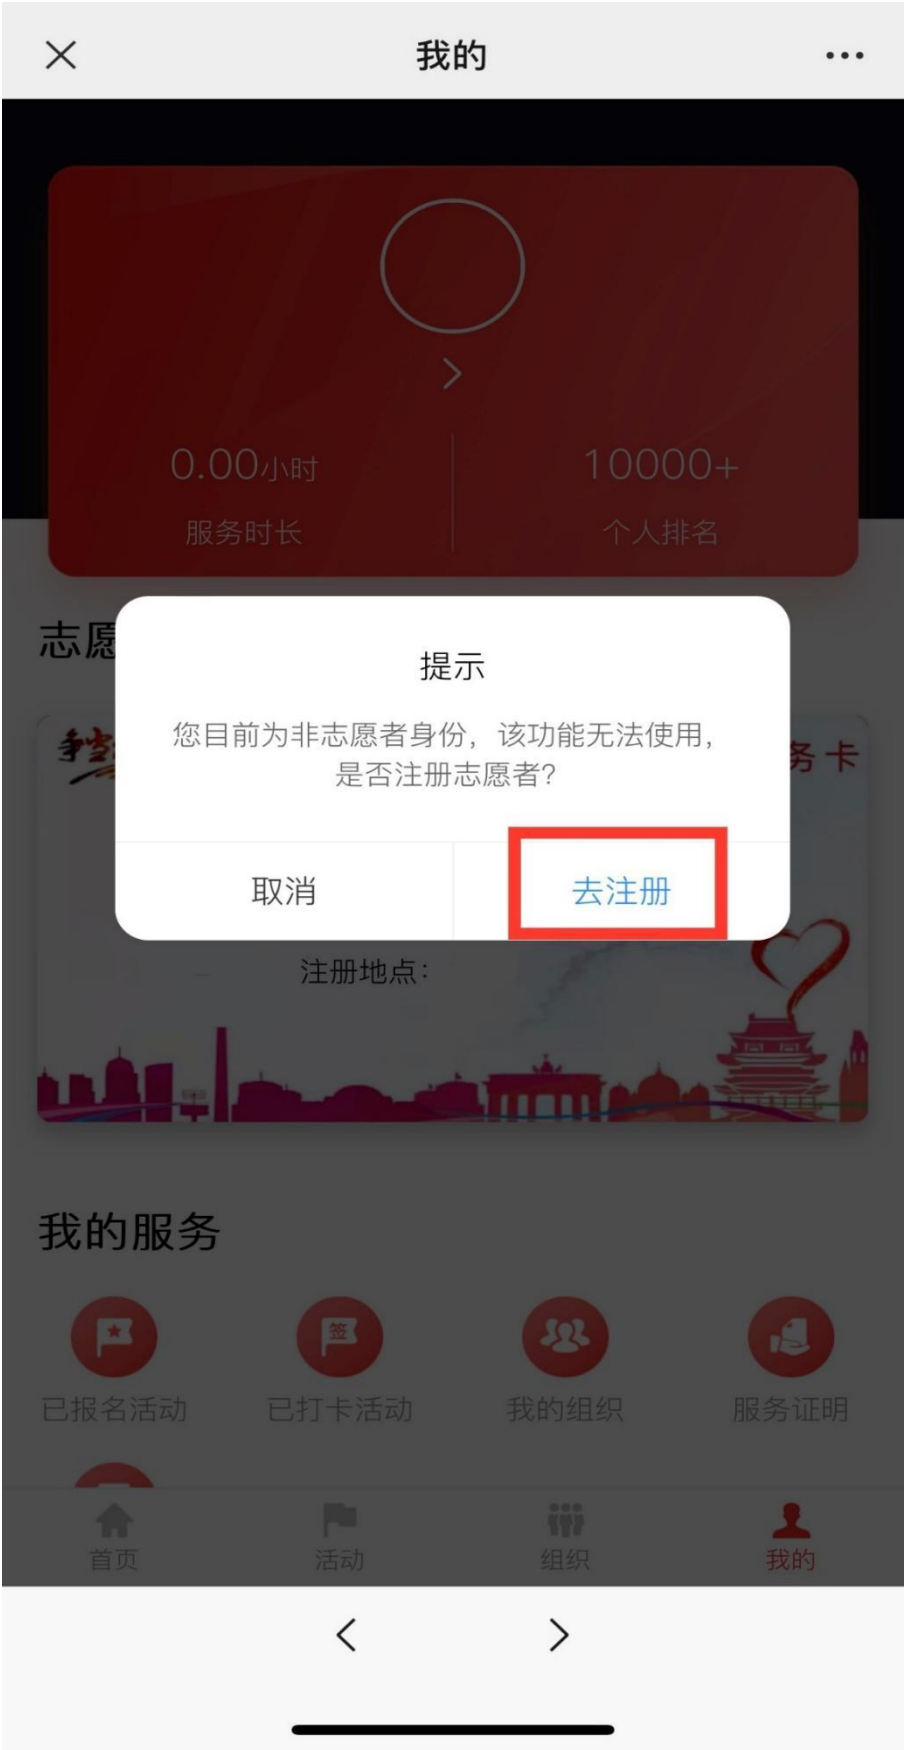 我的
0.00小时
10000+
服务时长
个人排名
志愿
提示
您目前为非志愿者身份，该功能无法使用，
是否注册志愿者？
务卡
取消
去注册
注册地点：
我的服务
签
已报名活动
已打卡活动
我的组织
服务证明
首页
活动
组织
我的